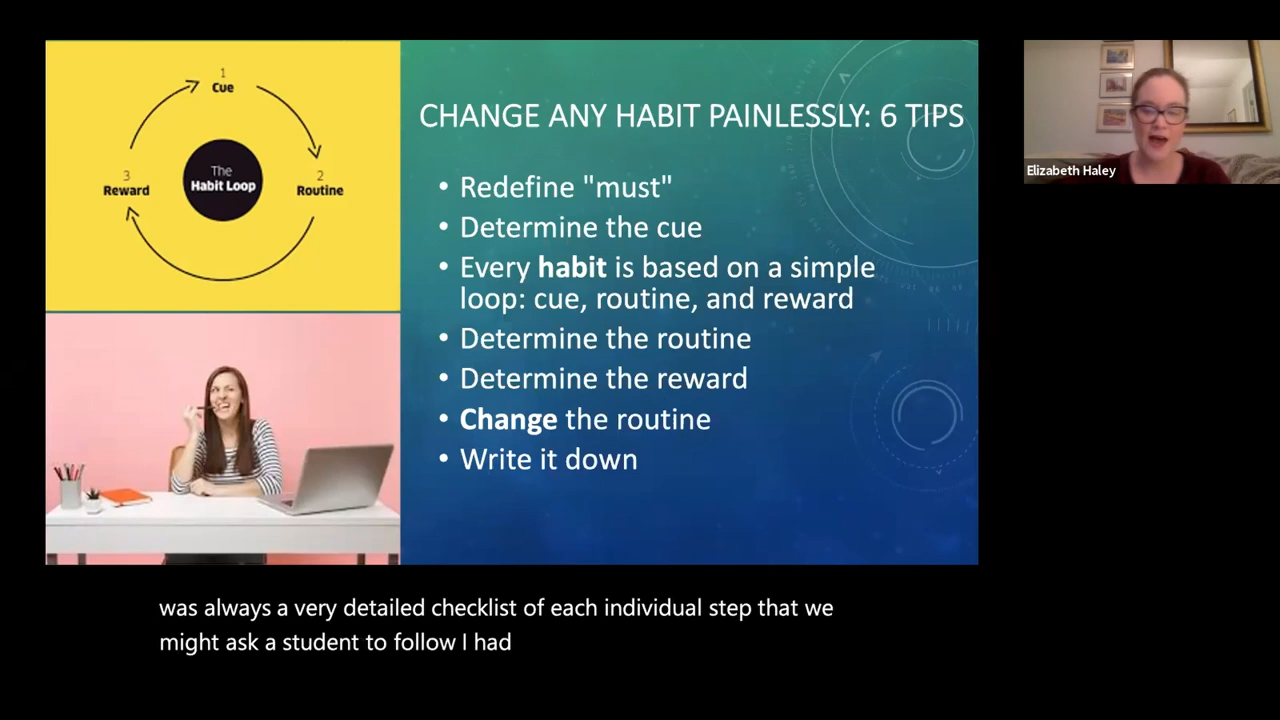 1
Cue
The
Habit Loop
3
Reward
2
Routine
CHANGE ANY HABIT PAINLESSLY: 6 TIPS
• Redefine "must"
• Determine the cue
• Every habit is based on a simple
loop: cue, routine, and reward
• Determine the routine
• Determine the reward
• Change the routine
• Write it down
Elizabeth Haley
was always a very detailed checklist of each individual step that we
might ask a student to follow I had